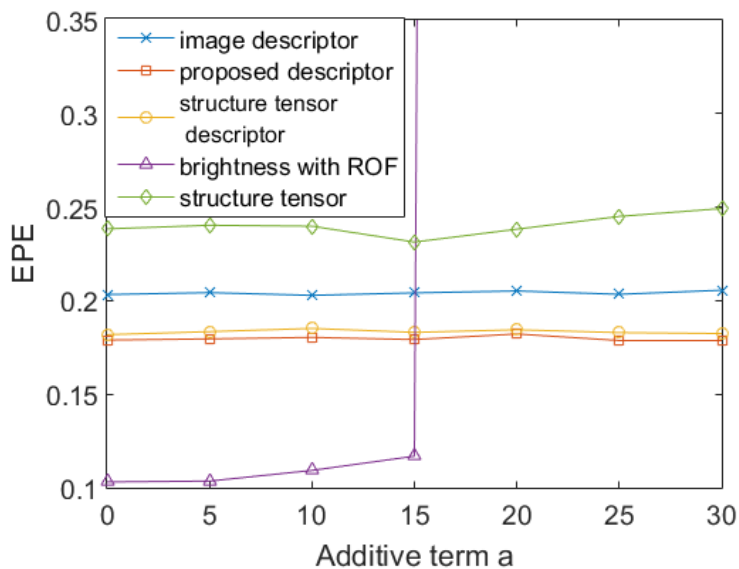 0.35
0.3
0.25
0.2
0.15
0.1
EPE
image descriptor
proposed descriptor
structure tensor
descriptor
brightness with ROF
structure tensor
0
5
10
15
20
25
30
Additive term a